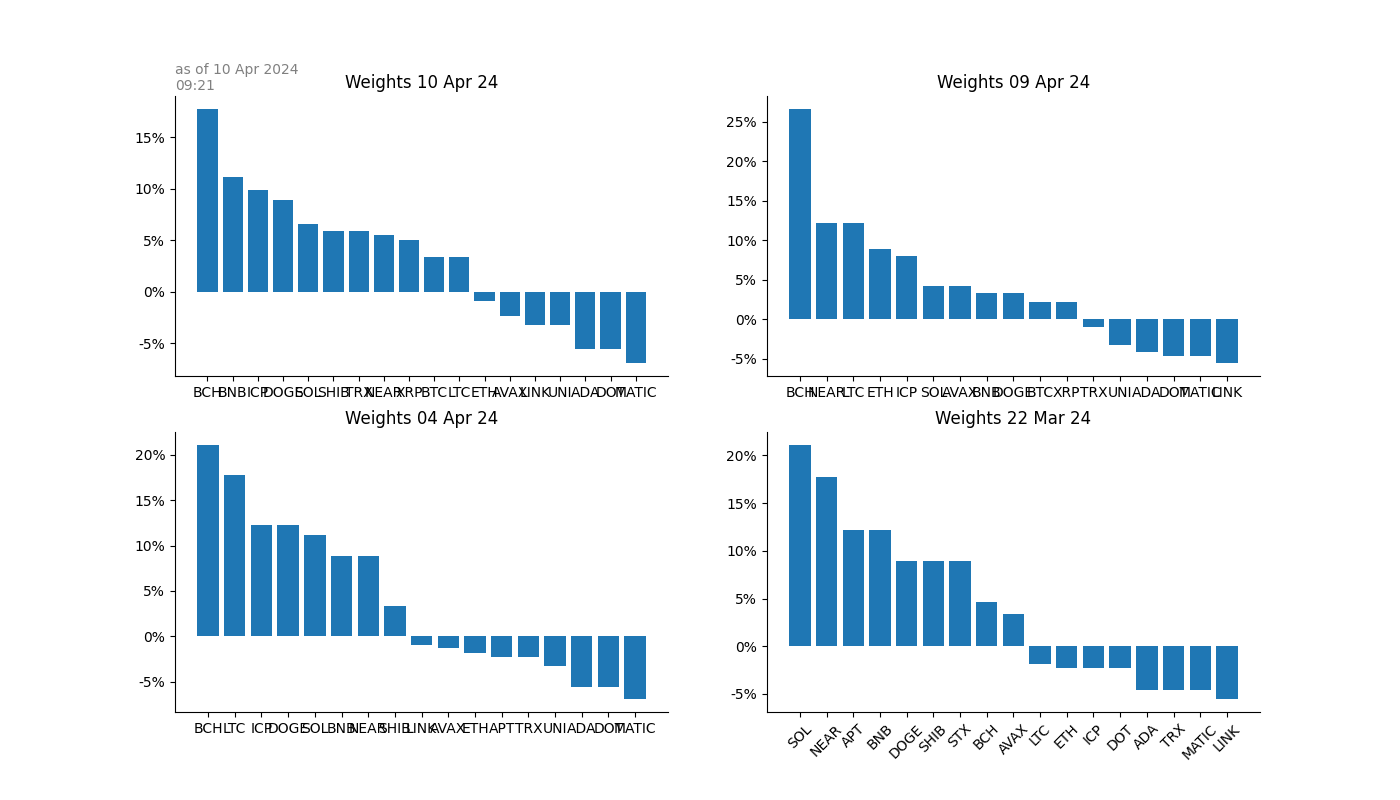 as of 10 Apr 2024
09:21
Weights 10 Apr 24
15%
10%
5%
0%
-5%
BCH BNB ICP DOGE SOL SHIB TRX NEAR XRP BTC LTC ETH AVAX LINK UNI ADA DOT MATIC
Weights 09 Apr 24
25%
20%
15%
10%
5%
0%
-5%
BCH NEAR LTC ETH ICP SOL AVAX BNB DOGE BTC XRP TRX UNI ADA DOT MATIC LINK
Weights 04 Apr 24
20%
15%
10%
5%
0%
-5%
BCH LTC ICP DOGE SOL BNB NEAR SHIB LINK AVAX ETH APT TRX UNI ADA DOT MATIC
Weights 22 Mar 24
20%
15%
10%
5%
0%
-5%
SOL NEAR APT BNB DOGE SHIB STX BCH AVAX LTC ETH ICP DOT ADA TRX MATIC LINK